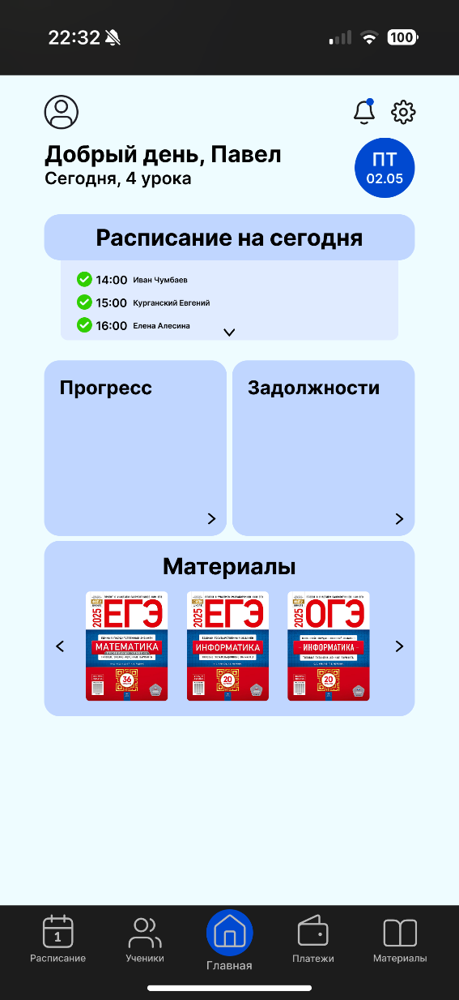 22:32
100
Добрый день, Павел
Сегодня, 4 урока
ПТ
02.05
Расписание на сегодня
14:00 Иван Чумбаев
15:00 Курганский Евгений
16:00 Елена Алесина
Прогресс
Задолжности
Материалы
2025 ЕГЭ
МАТЕМАТИКА
36
2025 ЕГЭ
ИНФОРМАТИКА
20
2025 ОГЭ
ИНФОРМАТИКА
20
1
Расписание
Ученики
Главная
Платежи
Материалы